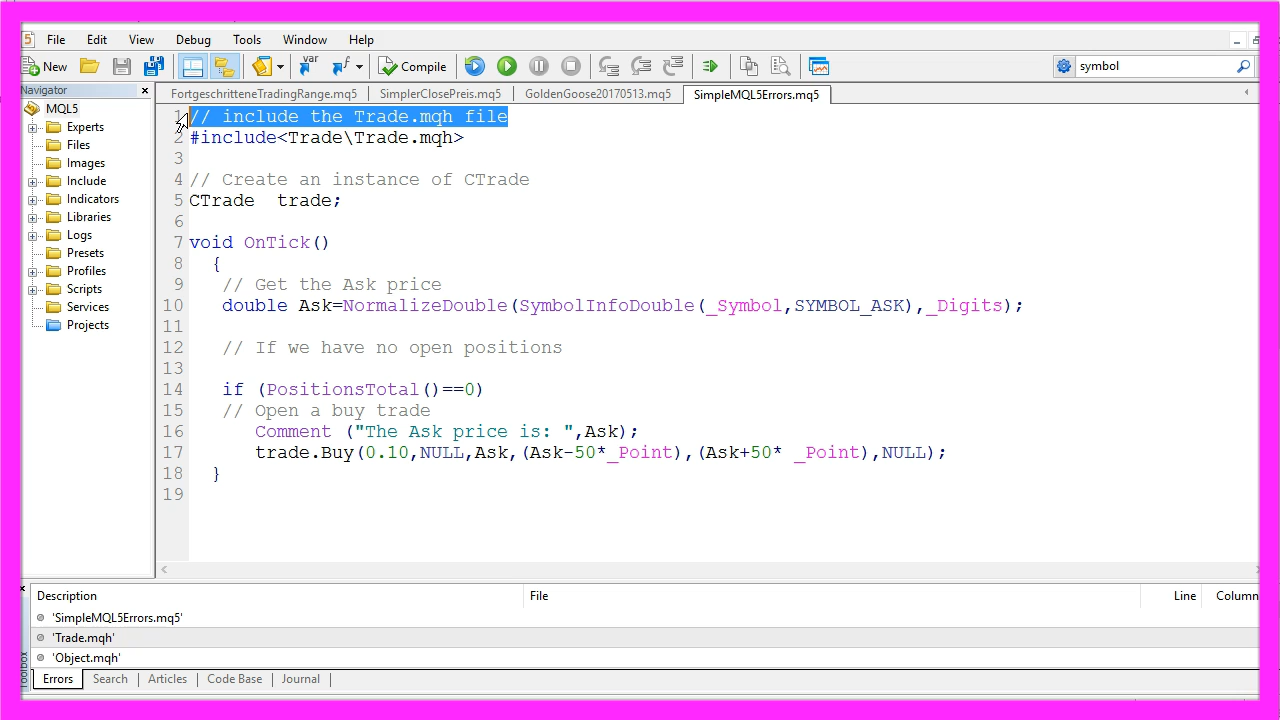 File Edit View Debug Tools Window Help
New Compile symbol
Navigator
FortgeschritteneTradingRange.mq5 SimplerClosePreis.mq5 GoldenGoose20170513.mq5 SimpleMQL5Errors.mq5
MQL5
Experts
Files
Images
Include
Indicators
Libraries
Logs
Presets
Profiles
Scripts
Services
Projects
1 // include the Trade.mqh file
2 #include<Trade\Trade.mqh>
3
4 // Create an instance of CTrade
5 CTrade  trade;
6
7 void OnTick()
8 {
9 // Get the Ask price
10 double Ask=NormalizeDouble(SymbolInfoDouble(_Symbol,SYMBOL_ASK),_Digits);
11
12 // If we have no open positions
13
14 if (PositionsTotal()==0)
15 // Open a buy trade
16 Comment ("The Ask price is: ",Ask);
17 trade.Buy(0.10,NULL,Ask,(Ask-50*_Point),(Ask+50* _Point),NULL);
18 }
19
Description File Line Column
'SimpleMQL5Errors.mq5'
'Trade.mqh'
'Object.mqh'
Toolbox
Errors Search Articles Code Base Journal